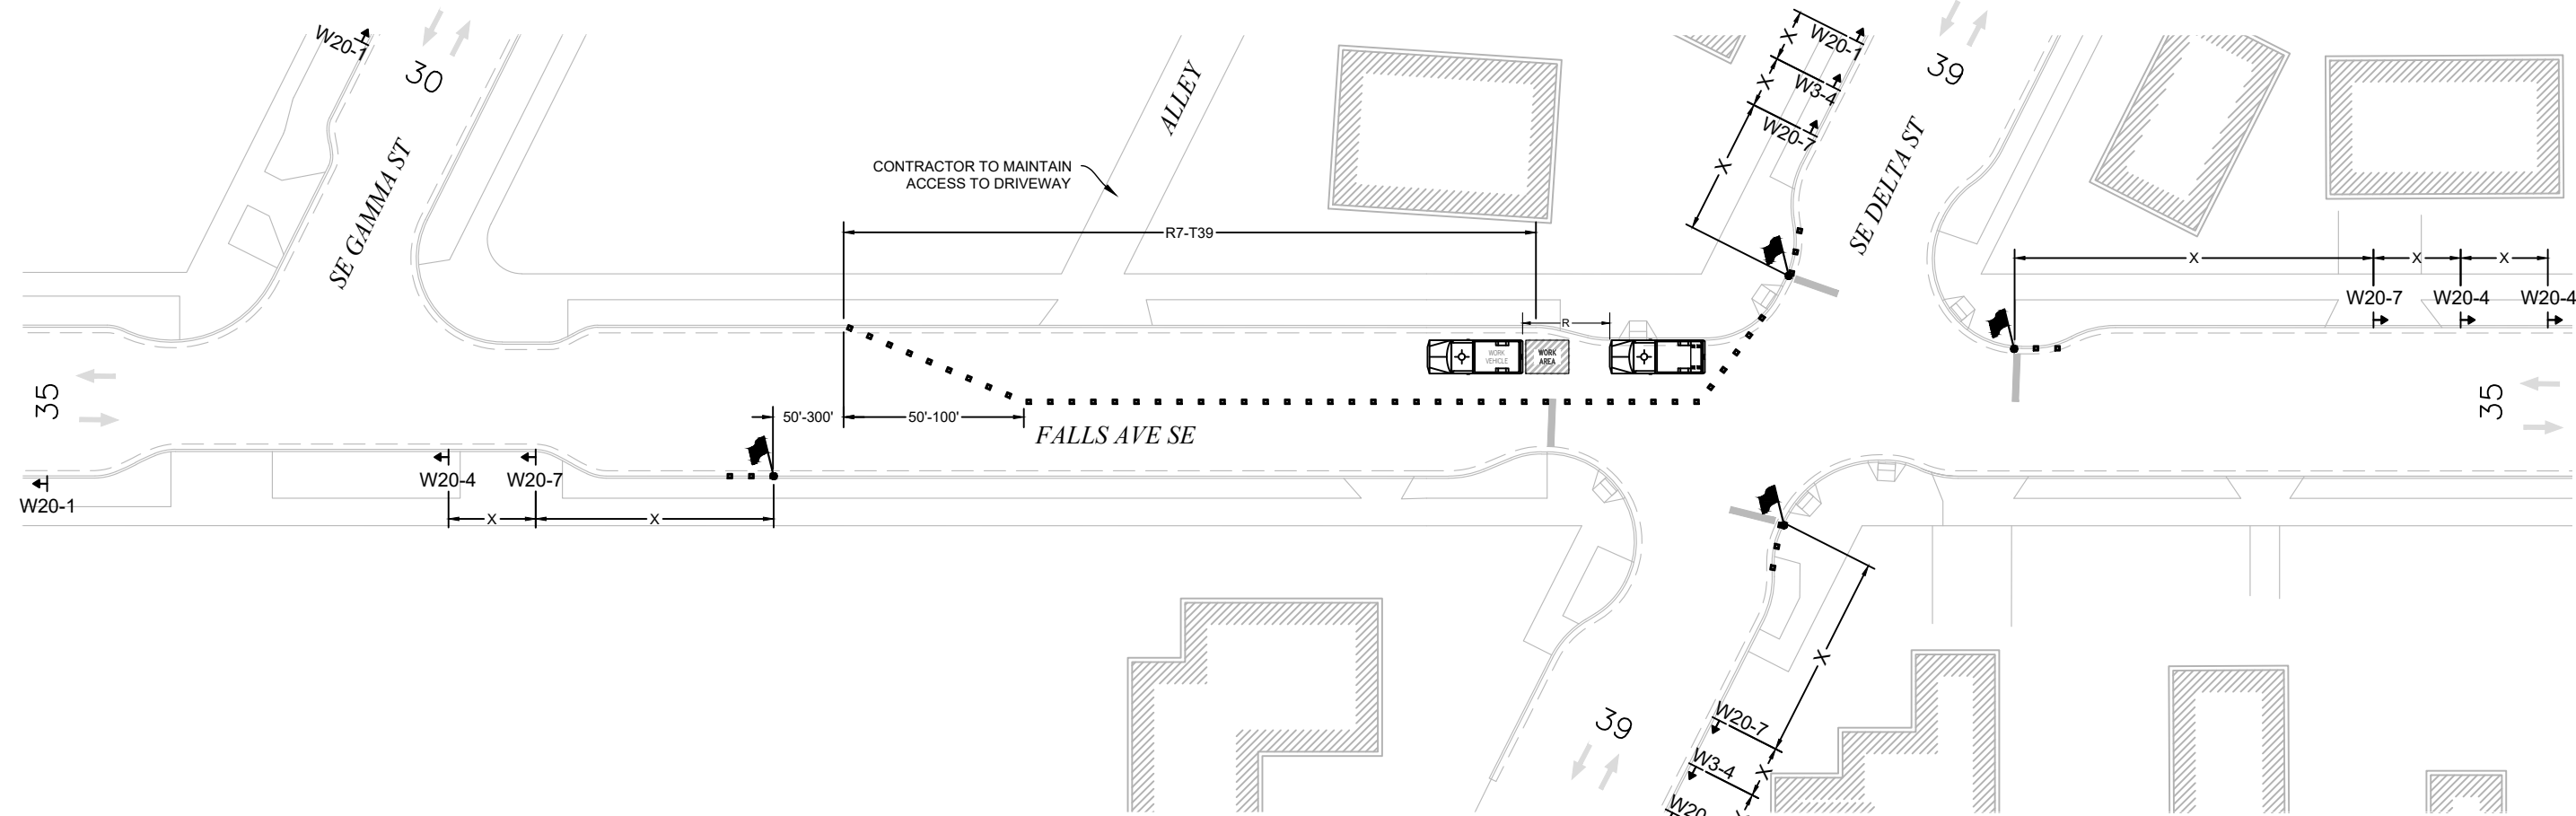 W20-1
30
SE GAMMA ST
ALLEY
CONTRACTOR TO MAINTAIN
ACCESS TO DRIVEWAY
R7-T39
X
W20-1
X
W3-4
W20-7
X
39
SE DELTA ST
X
X
X
W20-7
W20-4
W20-4
R
WORK
VEHICLE
WORK
AREA
35
50'-300'
50'-100'
FALLS AVE SE
35
W20-1
W20-4
W20-7
X
X
X
39
W20-7
W3-4
X
W20